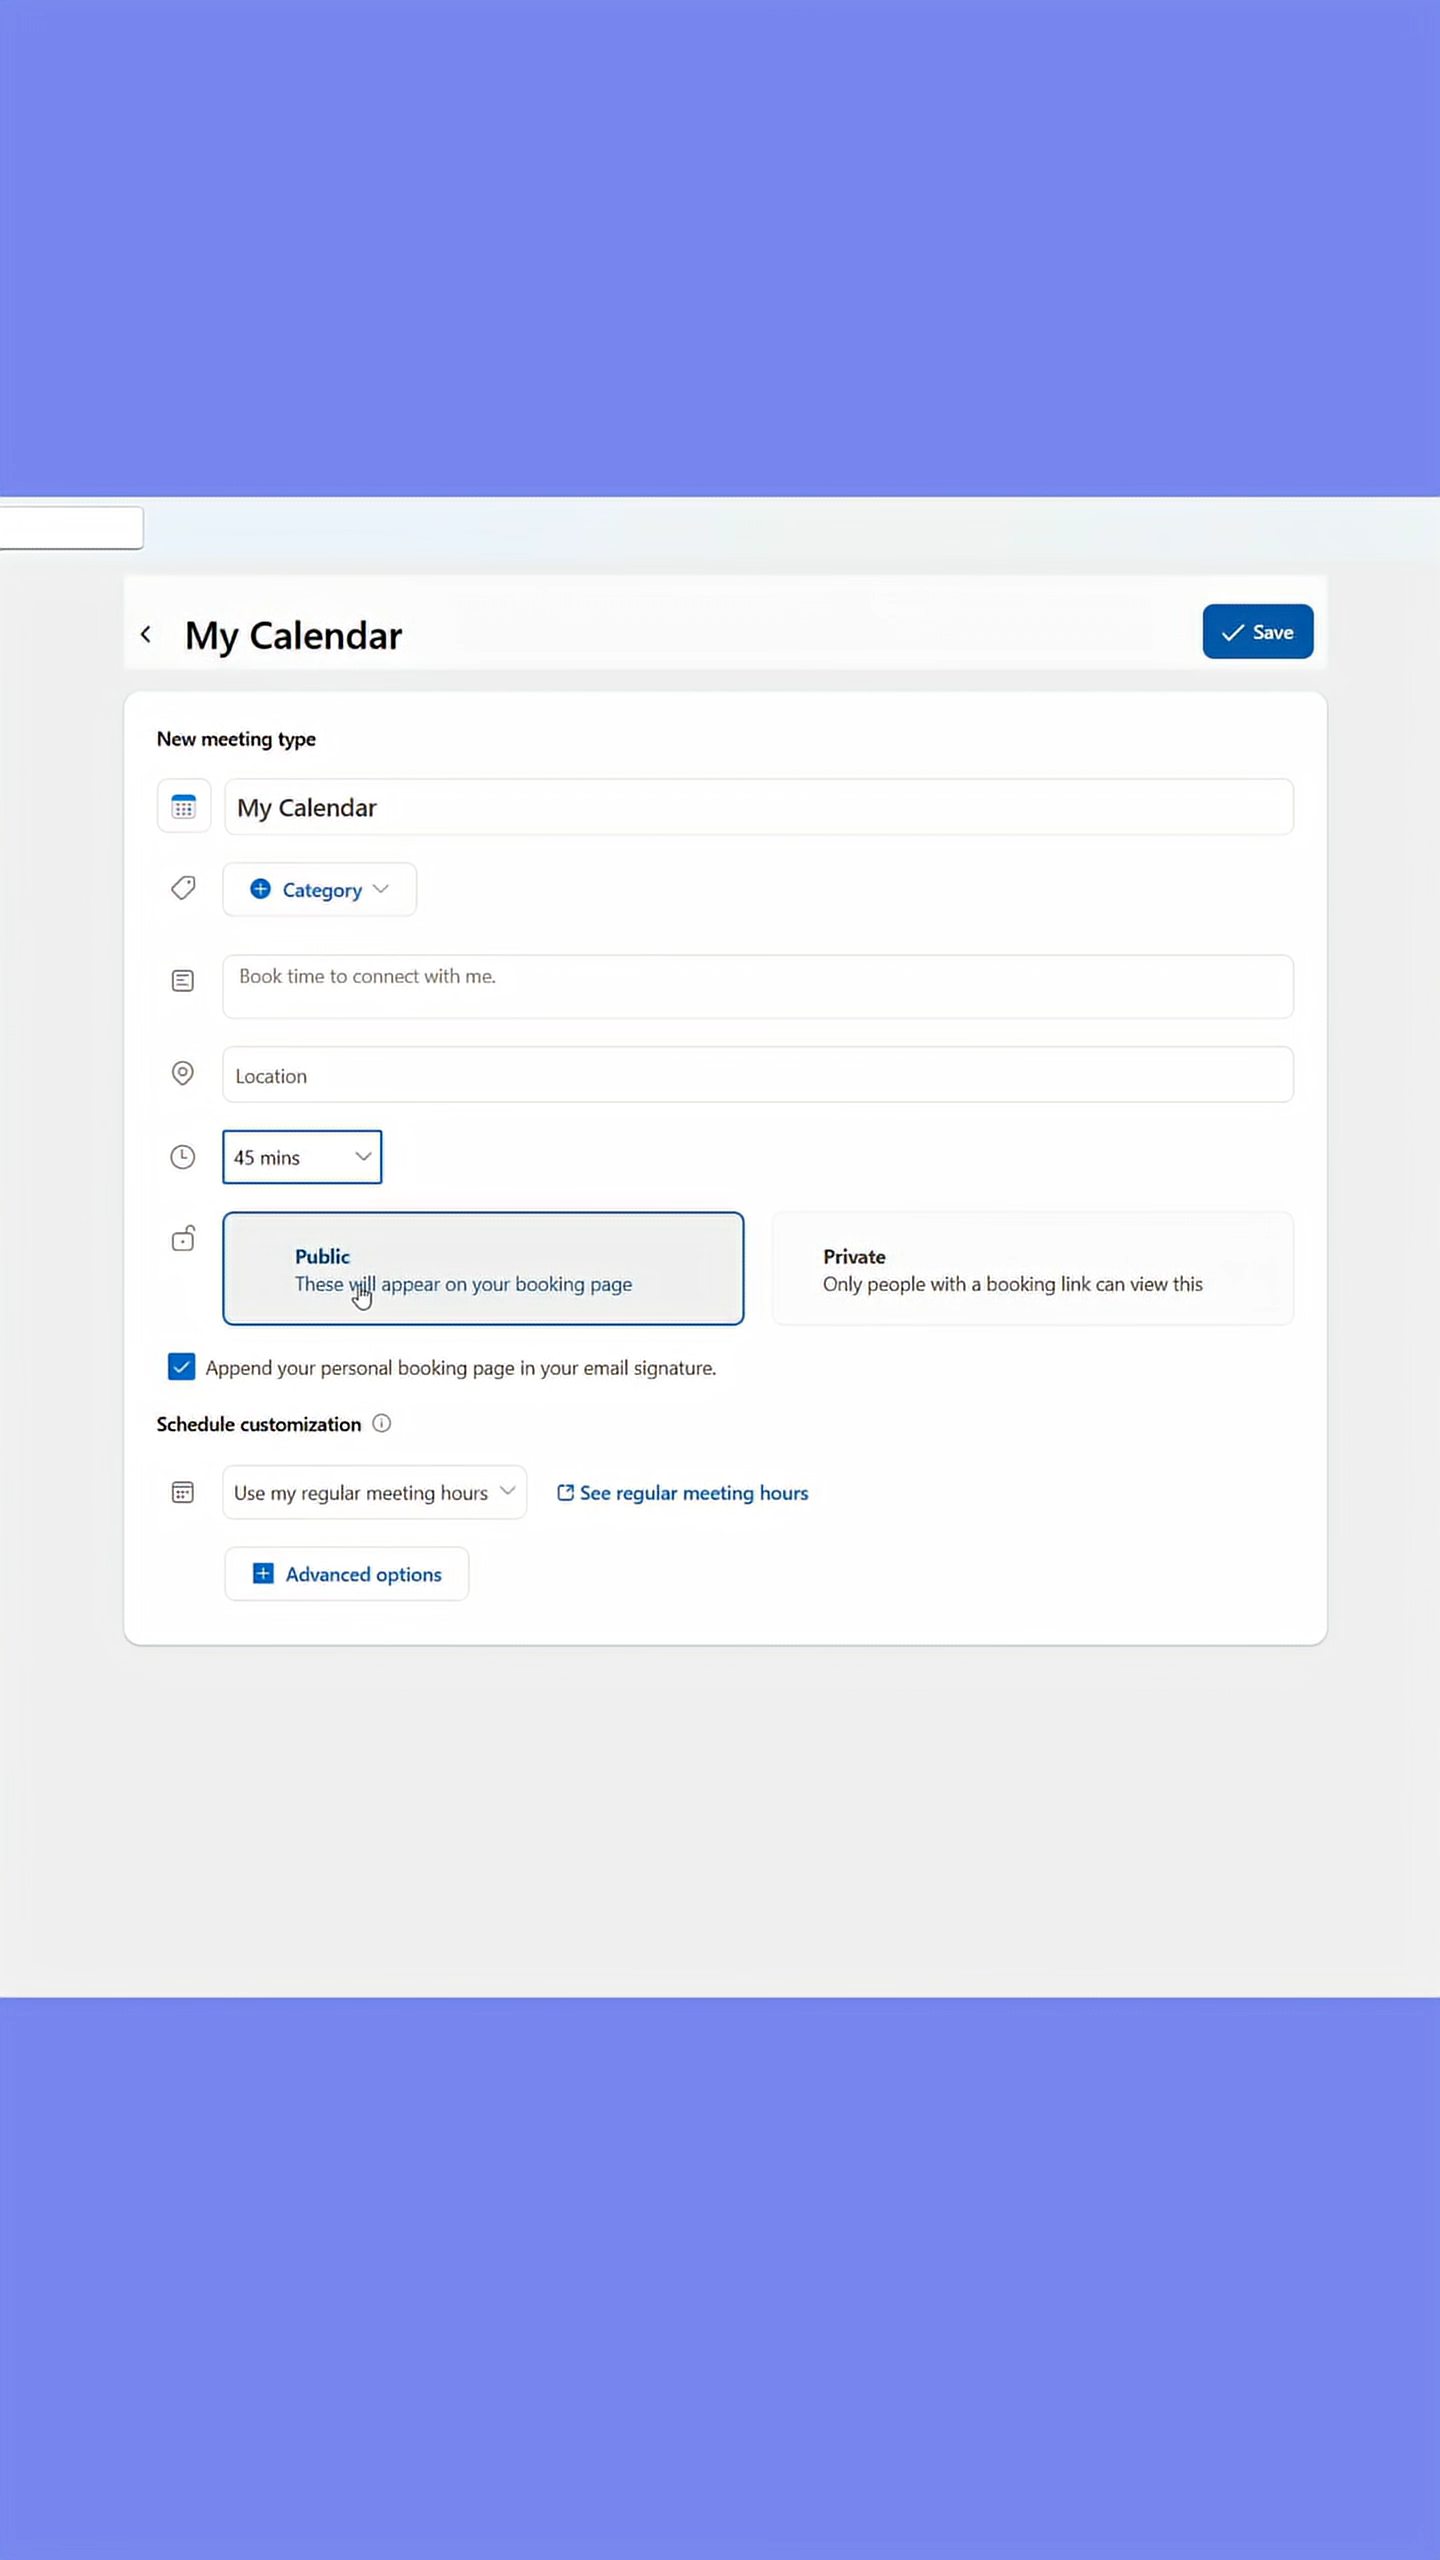 My Calendar
Save
New meeting type
My Calendar
Category
Book time to connect with me.
Location
45 mins
Public
These will appear on your booking page
Private
Only people with a booking link can view this
Append your personal booking page in your email signature.
Schedule customization
Use my regular meeting hours
See regular meeting hours
Advanced options